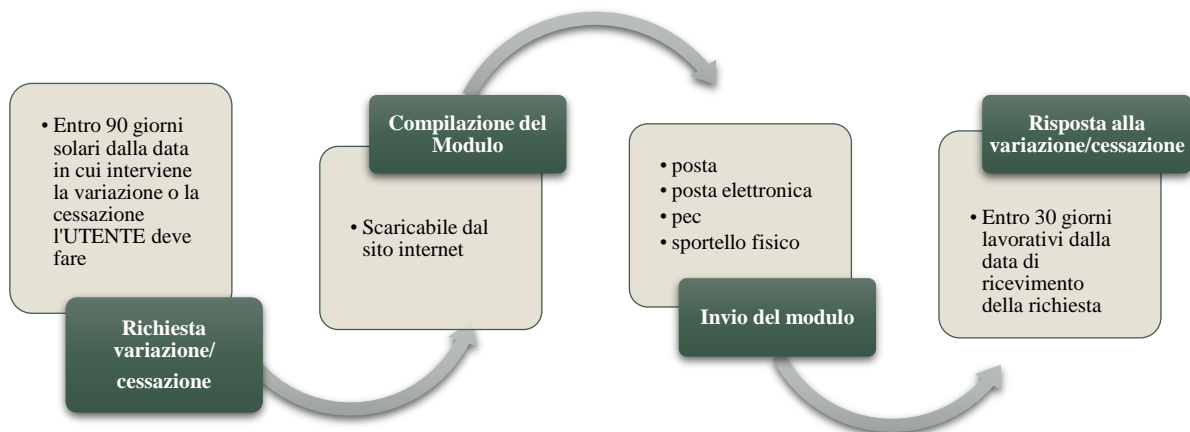 • Entro 90 giorni
solari dalla data
in cui interviene
la variazione o la
cessazione
l'UTENTE deve
fare
Richiesta
variazione/
cessazione
Compilazione del
Modulo
• Scaricabile dal
sito internet
• posta
• posta elettronica
• pec
• sportello fisico
Invio del modulo
Risposta alla
variazione/cessazione
• Entro 30 giorni
lavorativi dalla
data di
ricevimento
della richiesta